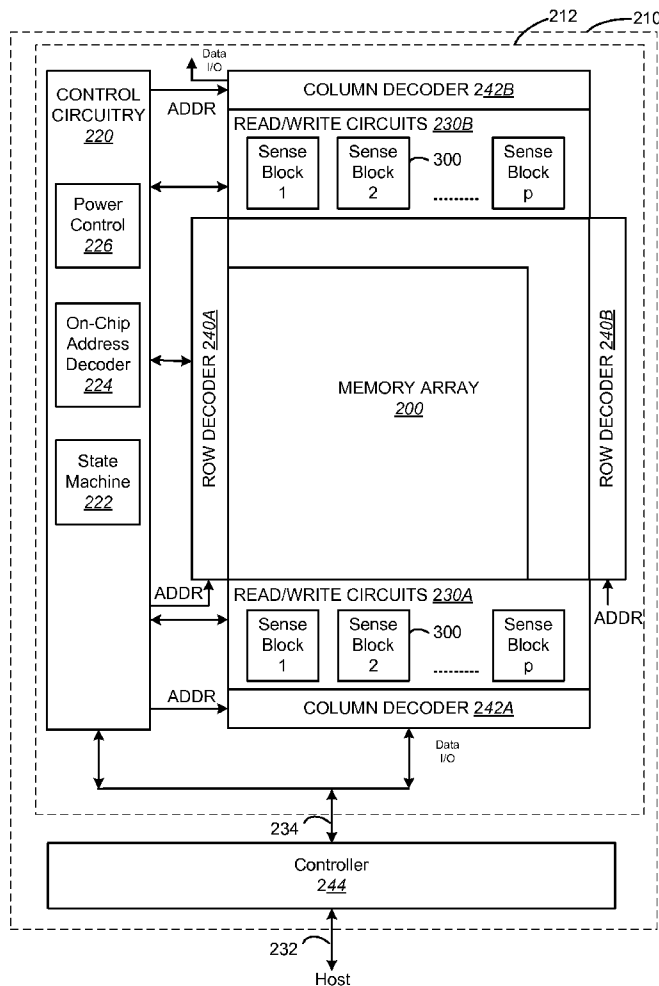 212
210
Data
I/O
CONTROL
CIRCUITRY
220
ADDR
COLUMN DECODER 242B
READ/WRITE CIRCUITS 230B
Sense
Block
1
Sense
Block
2
300
.........
Sense
Block
p
Power
Control
226
On-Chip
Address
Decoder
224
State
Machine
222
ROW DECODER 240A
MEMORY ARRAY
200
ROW DECODER 240B
ADDR
ADDR
READ/WRITE CIRCUITS 230A
Sense
Block
1
Sense
Block
2
300
.........
Sense
Block
p
ADDR
COLUMN DECODER 242A
Data
I/O
234
Controller
244
232
Host